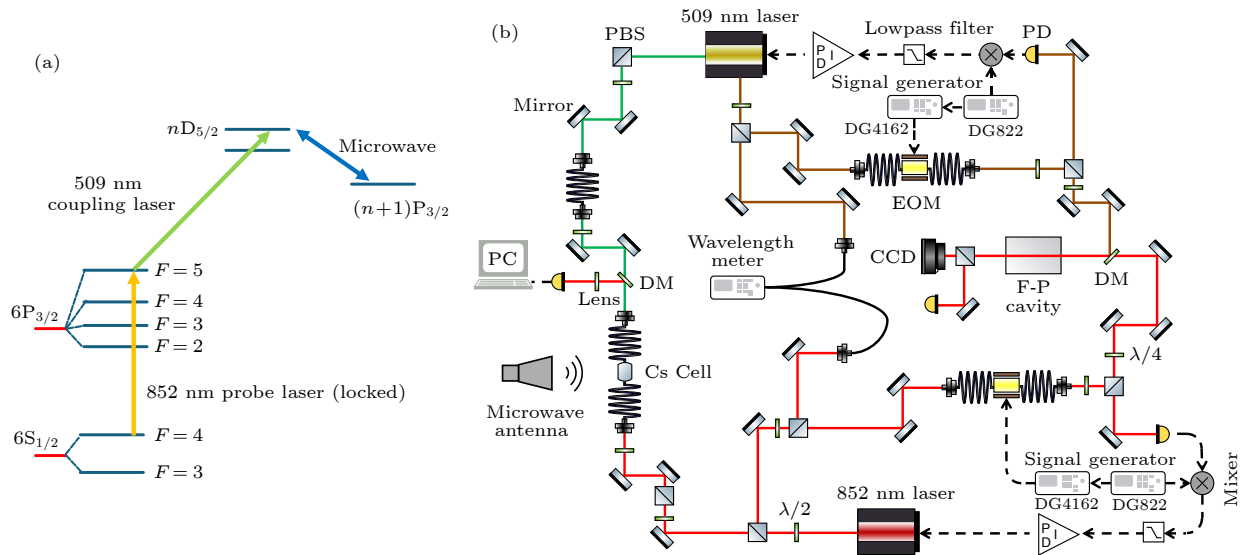 (a)
nD5/2
Microwave
509 nm
coupling laser
(n+1)P3/2
F=5
F=4
6P3/2
F=3
F=2
852 nm probe laser (locked)
6S1/2
F=4
F=3
(b)
509 nm laser
PBS
Lowpass filter
PD
P
I
D
Signal generator
Mirror
DG4162
DG822
EOM
Wavelength
meter
CCD
PC
DM
F-P
cavity
DM
Lens
λ/4
Cs Cell
Microwave
antenna
Signal generator
Mixer
852 nm laser
DG4162
DG822
λ/2
P
I
D